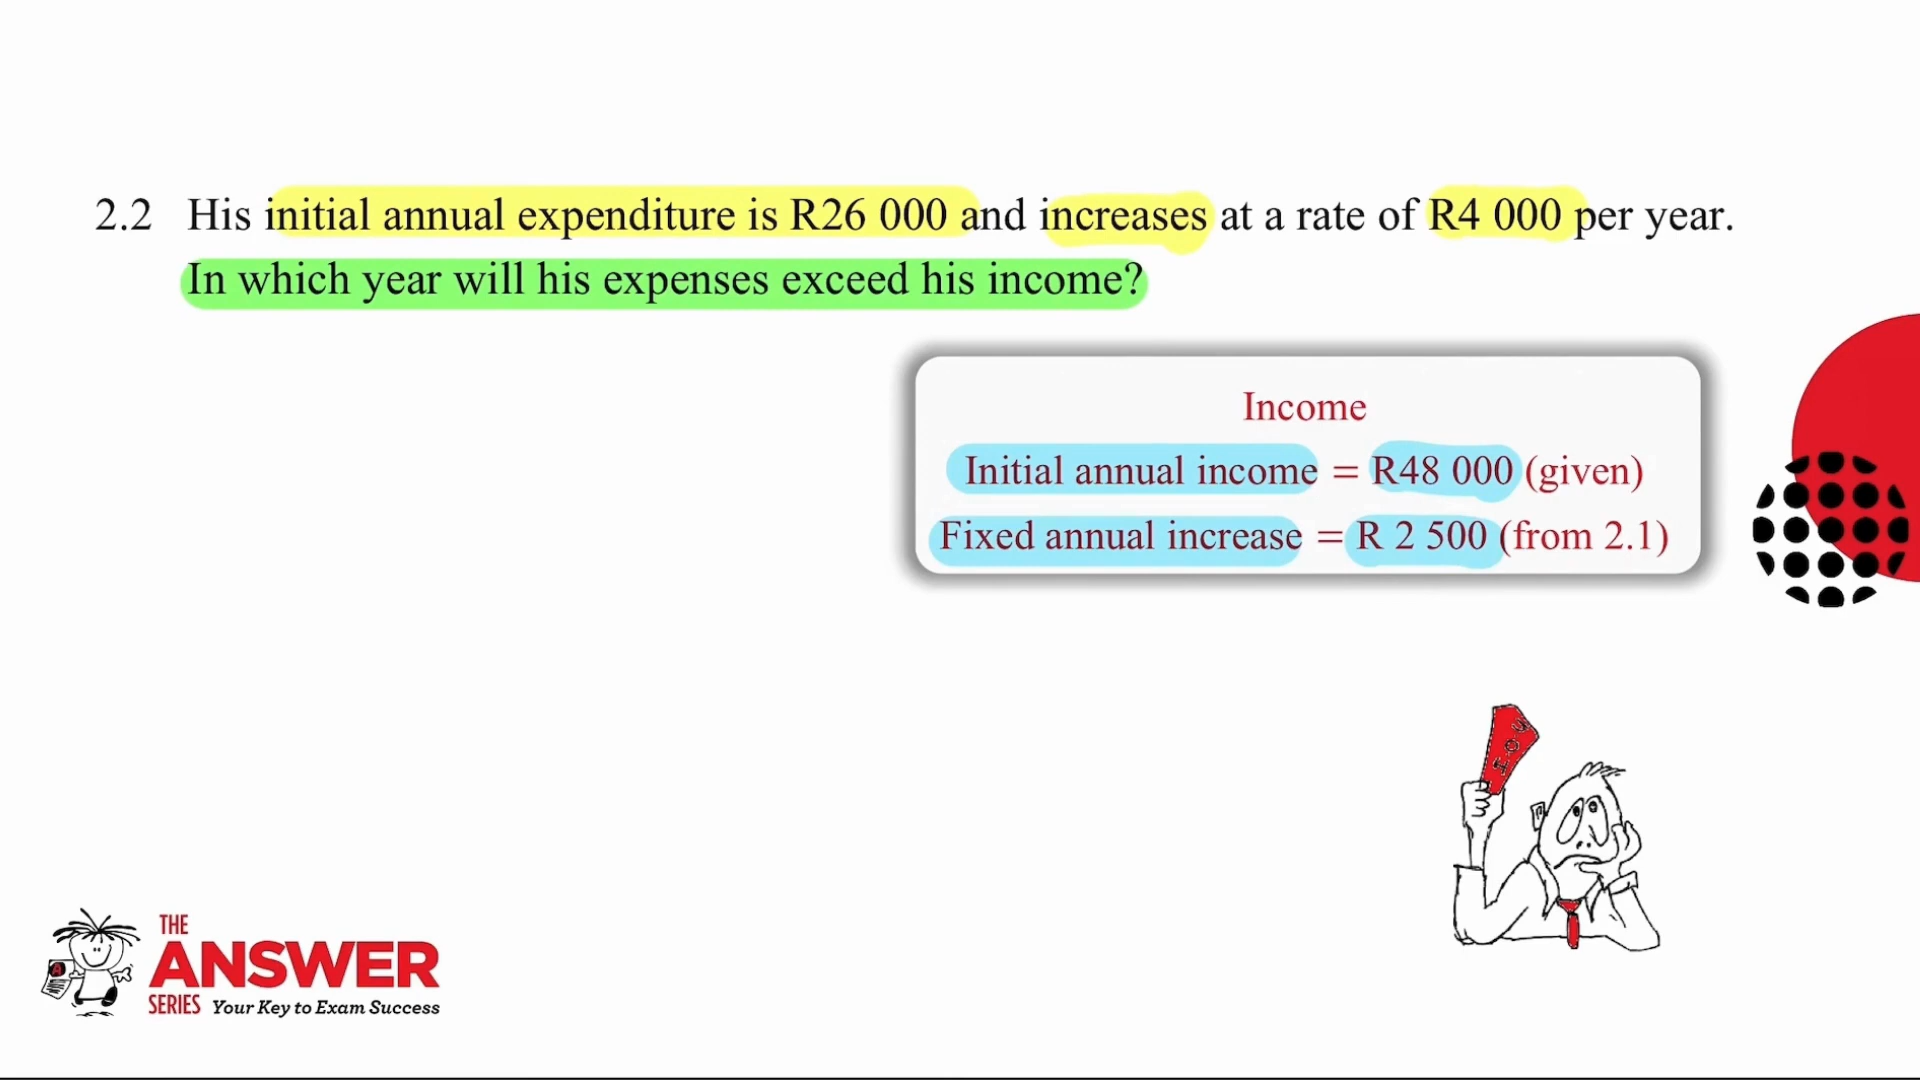 2.2 His initial annual expenditure is R26 000 and increases at a rate of R4 000 per year.
In which year will his expenses exceed his income?
Income
Initial annual income = R48 000 (given)
Fixed annual increase = R 2 500 (from 2.1)
I O U
A
THE
ANSWER
SERIES Your Key to Exam Success